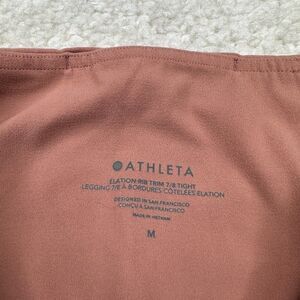 ATHLETA
ELATION RIB TRIM 7/8 TIGHT
LEGGING 7/8 À BORDURES CÔTELÉES ELATION
DESIGNED IN SAN FRANCISCO
CONÇU À SAN FRANCISCO
MADE IN VIETNAM
M